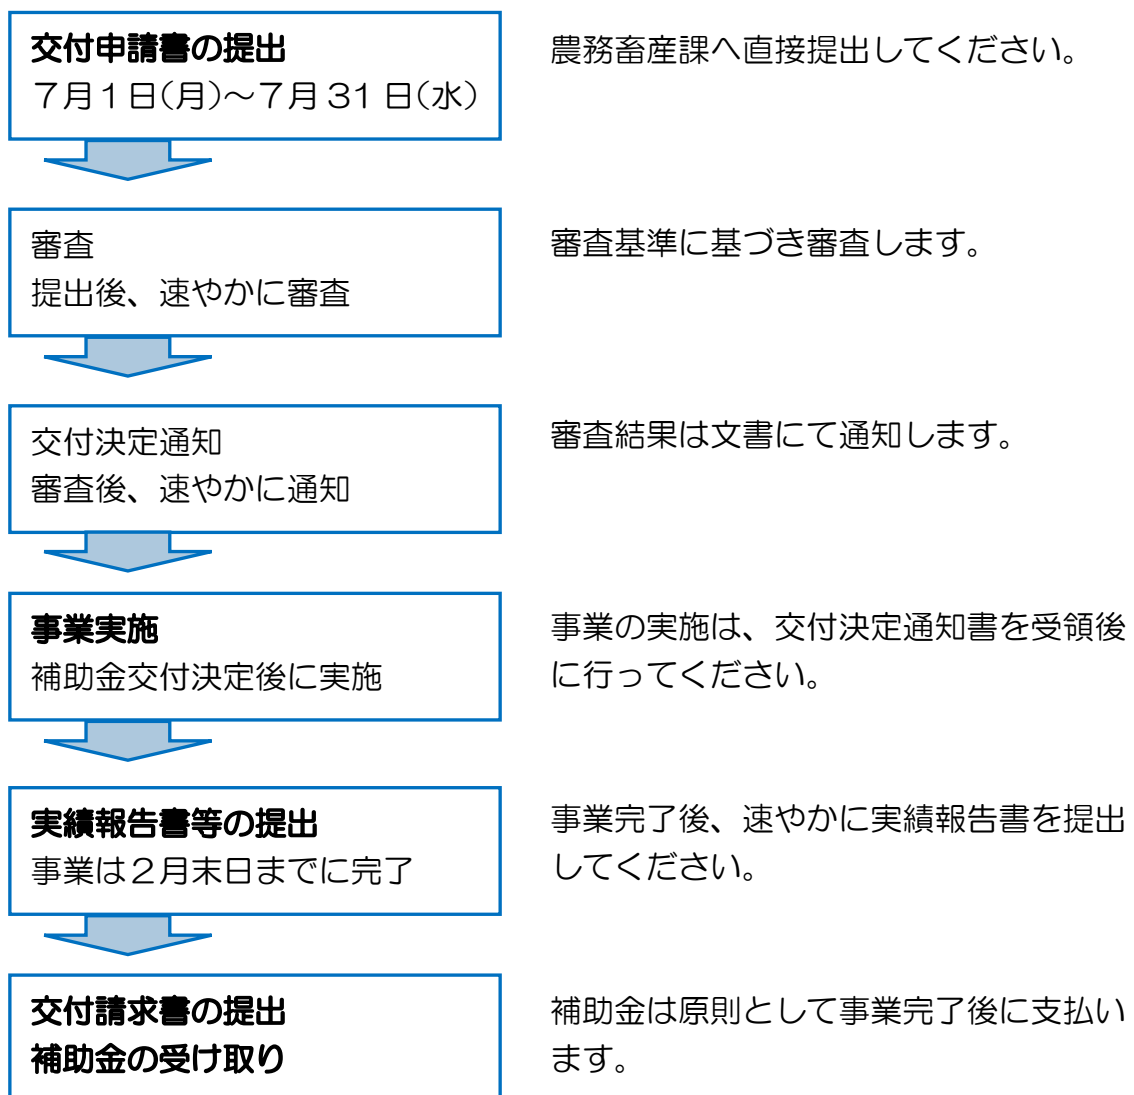 交付申請書の提出
７月１日(月)～７月 31 日(水)
農務畜産課へ直接提出してください。
審査
提出後、速やかに審査
審査基準に基づき審査します。
交付決定通知
審査後、速やかに通知
審査結果は文書にて通知します。
事業実施
補助金交付決定後に実施
事業の実施は、交付決定通知書を受領後
に行ってください。
実績報告書等の提出
事業は２月末日までに完了
事業完了後、速やかに実績報告書を提出
してください。
交付請求書の提出
補助金の受け取り
補助金は原則として事業完了後に支払い
ます。